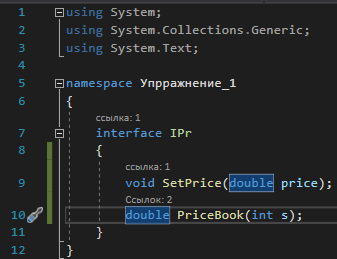 1 using System;
2 using System.Collections.Generic;
3 using System.Text;
4
5 namespace Упрражнение_1
6 {
ссылка: 1
7 interface IPr
8 {
ссылка: 1
9 void SetPrice(double price);
Ссылок: 2
10 double PriceBook(int s);
11 }
12 }